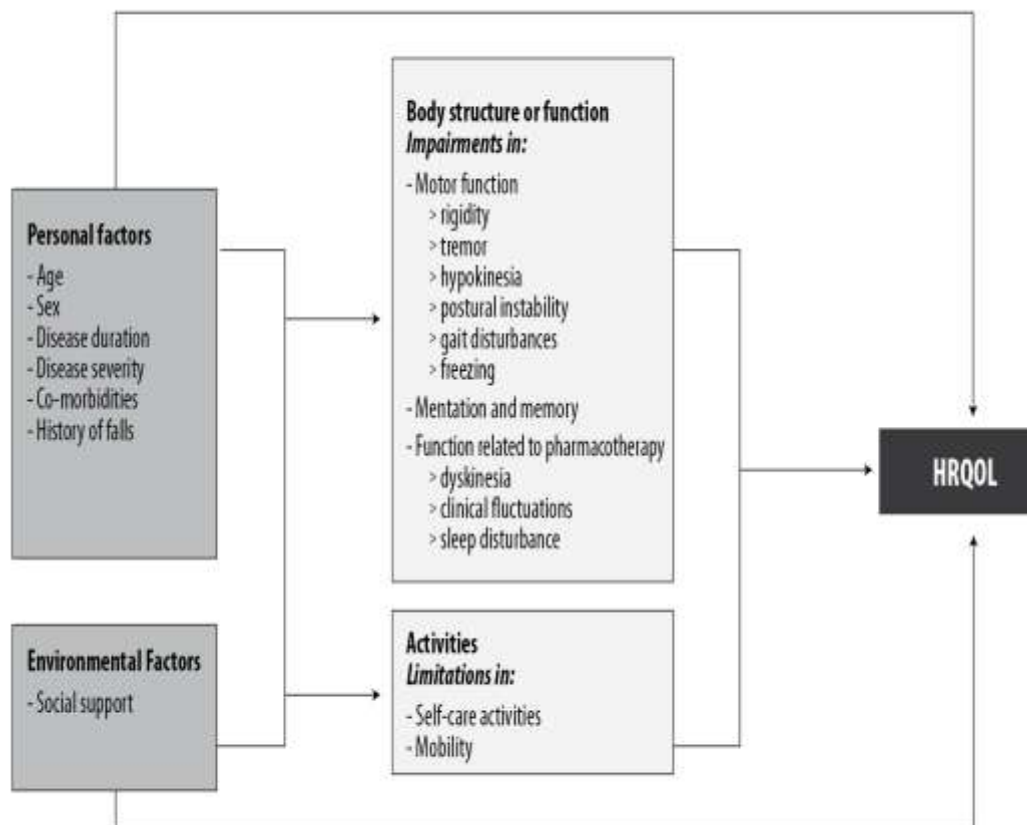 Personal factors
- Age
- Sex
- Disease duration
- Disease severity
- Co-morbidities
- History of falls
Environmental Factors
- Social support
Body structure or function
Impairments in:
- Motor function
> rigidity
> tremor
> hypokinesia
> postural instability
> gait disturbances
> freezing
- Mentation and memory
- Function related to pharmacotherapy
> dyskinesia
> clinical fluctuations
> sleep disturbance
Activities
Limitations in:
- Self-care activities
- Mobility
HRQOL